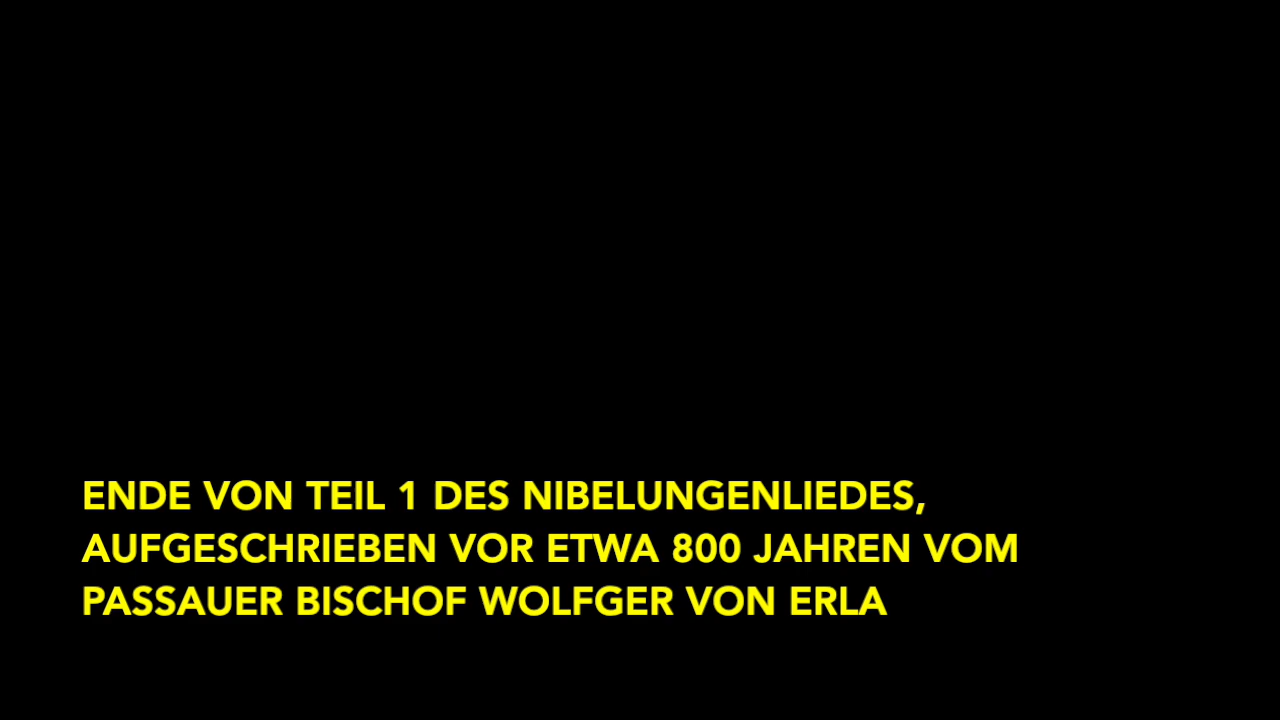 ENDE VON TEIL 1 DES NIBELUNGENLIEDES,
AUFGESCHRIEBEN VOR ETWA 800 JAHREN VOM
PASSAUER BISCHOF WOLFGER VON ERLA